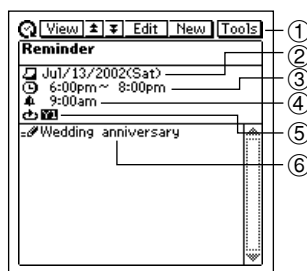 View Edit New Tools ①
Reminder ②
Jul/13/2002(Sat) ③
6:00pm~ 8:00pm ④
9:00am
Y1 ⑤
Wedding anniversary
⑥